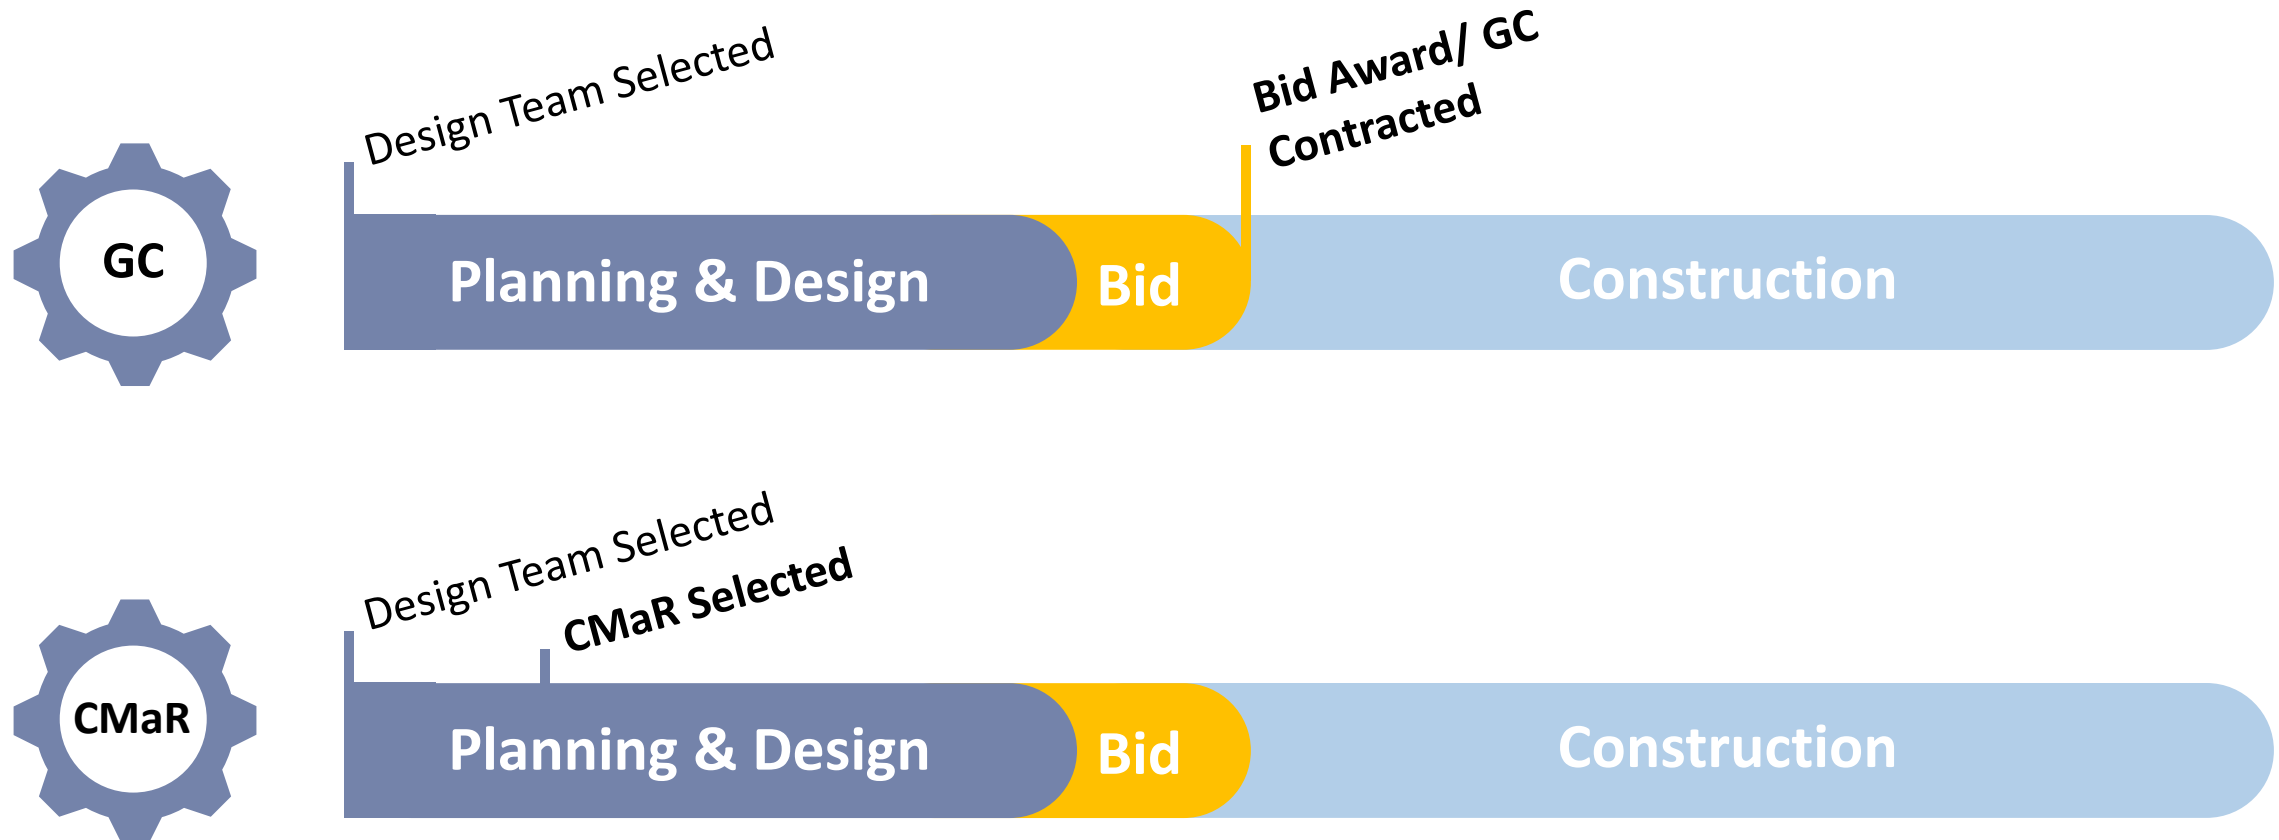 Design Team Selected
Bid Award/ GC
Contracted
GC
Planning & Design
Bid
Construction
Design Team Selected
CMaR Selected
CMaR
Planning & Design
Bid
Construction